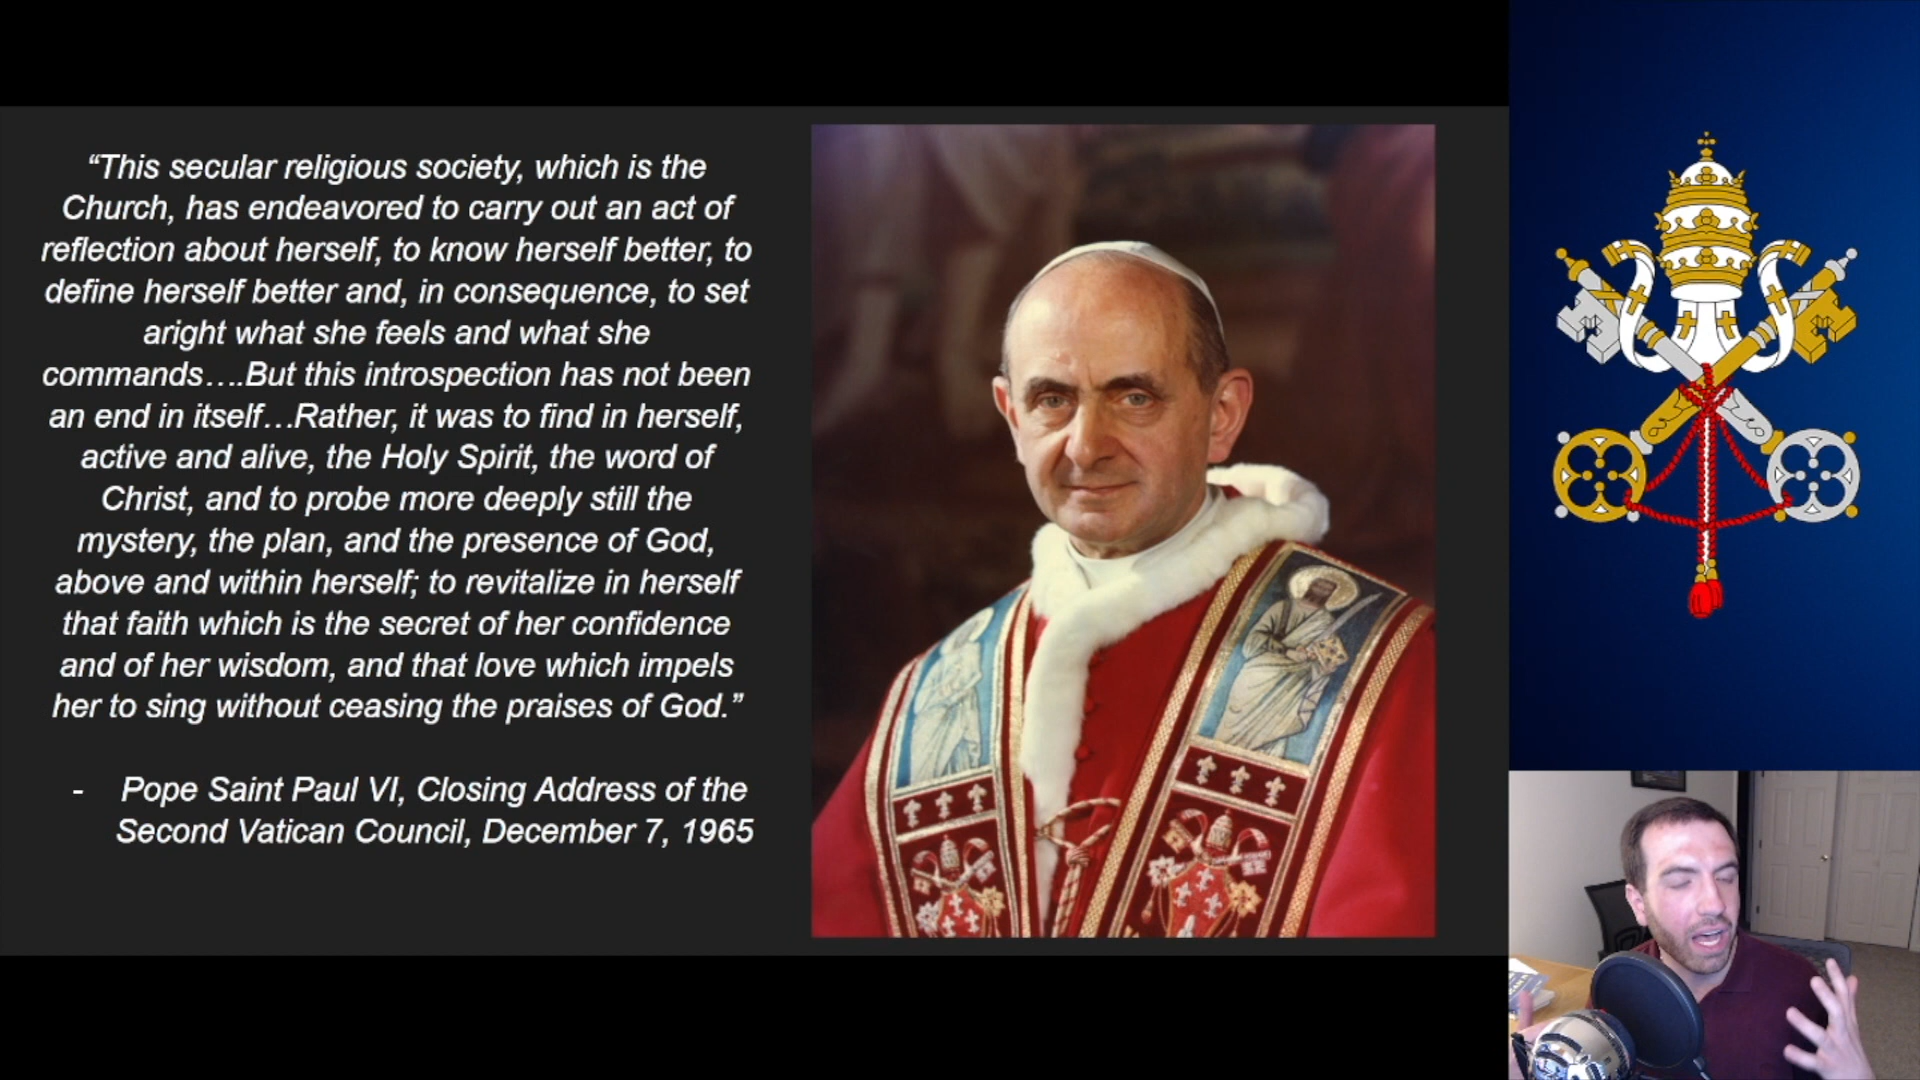 “This secular religious society, which is the
Church, has endeavored to carry out an act of
reflection about herself, to know herself better, to
define herself better and, in consequence, to set
aright what she feels and what she
commands….But this introspection has not been
an end in itself…Rather, it was to find in herself,
active and alive, the Holy Spirit, the word of
Christ, and to probe more deeply still the
mystery, the plan, and the presence of God,
above and within herself; to revitalize in herself
that faith which is the secret of her confidence
and of her wisdom, and that love which impels
her to sing without ceasing the praises of God.”
- Pope Saint Paul VI, Closing Address of the
Second Vatican Council, December 7, 1965